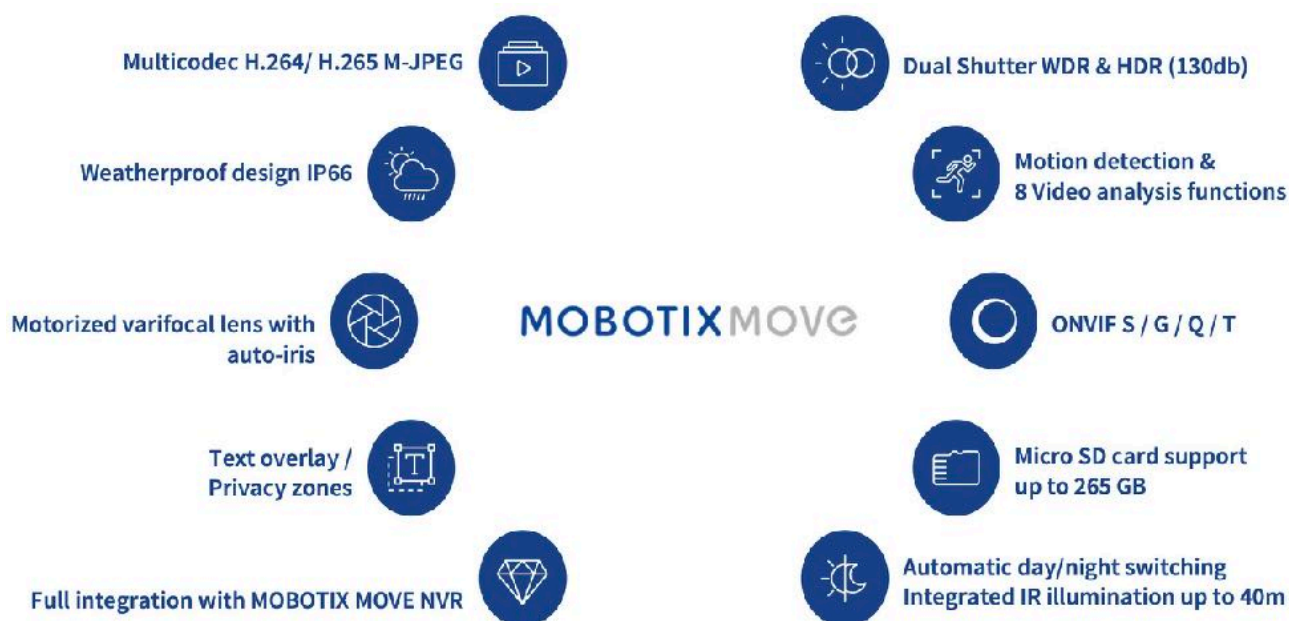 Multicodec H.264/ H.265 M-JPEG
Dual Shutter WDR & HDR (130db)
Weatherproof design IP66
Motion detection &
8 Video analysis functions
Motorized varifocal lens with
auto-iris
MOBOTIX MOVE
ONVIF S / G / Q / T
Text overlay /
Privacy zones
T
Micro SD card support
up to 265 GB
Full integration with MOBOTIX MOVE NVR
Automatic day/night switching
Integrated IR illumination up to 40m